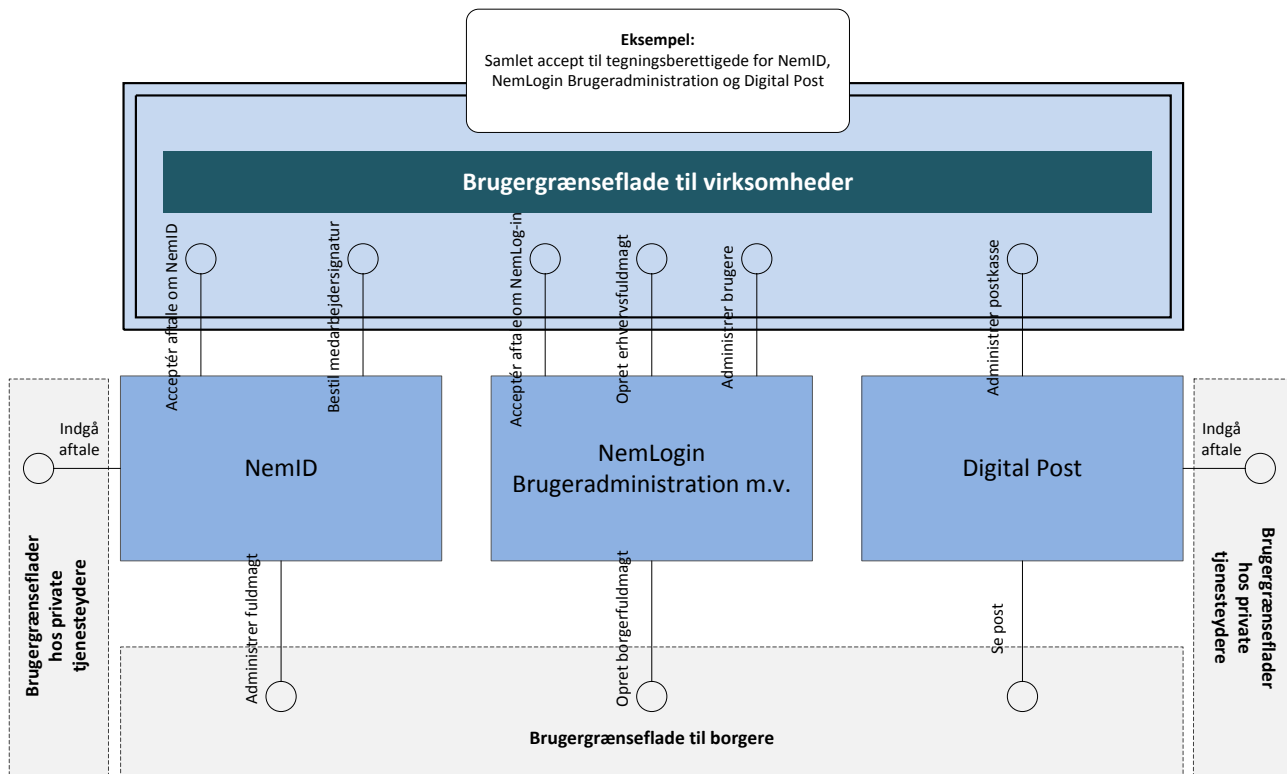 Eksempel:
Samlet accept til tegningsberettigede for NemID,
NemLogin Brugeradministration og Digital Post
Brugergrænseflade til virksomheder
Acceptér aftale om NemID
Bestil medarbejdersignatur
Acceptér aftale om NemLog-in
Opret erhvervsfuldmagt
Administrer brugere
Administrer postkasse
Indgå
aftale
NemID
NemLogin
Brugeradministration m.v.
Digital Post
Indgå
aftale
Brugergrænseflader
hos private
tjenesteydere
Brugergrænseflader
hos private
tjenesteydere
Administrer fuldmagt
Opret borgerfuldmagt
Se post
Brugergrænseflade til borgere